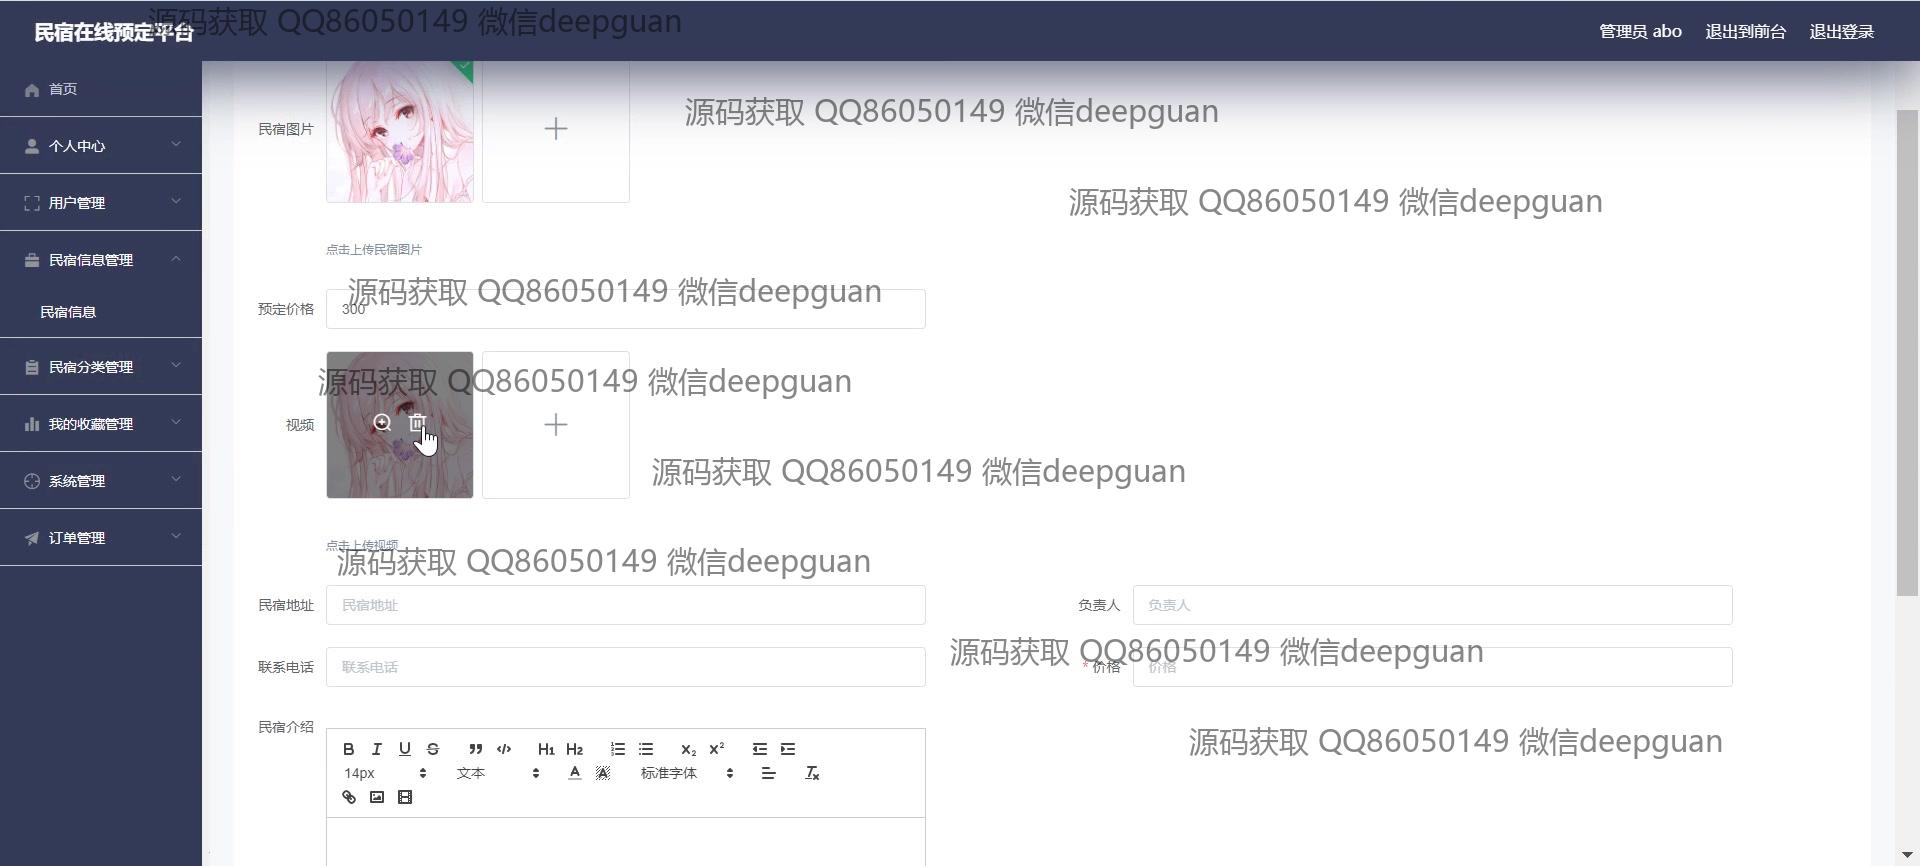 民宿在线预定平台
源码获取 QQ86050149 微信deepguan
管理员 abo 退出到前台 退出登录
首页
个人中心
用户管理
民宿信息管理
民宿信息
民宿分类管理
我的收藏管理
系统管理
订单管理
民宿图片
源码获取 QQ86050149 微信deepguan
源码获取 QQ86050149 微信deepguan
点击上传民宿图片
源码获取 QQ86050149 微信deepguan
预定价格 300
源码获取 QQ86050149 微信deepguan
视频
源码获取 QQ86050149 微信deepguan
点击上传视频
源码获取 QQ86050149 微信deepguan
民宿地址 民宿地址 负责人 负责人
源码获取 QQ86050149 微信deepguan
联系电话 联系电话 * 价格 价格
民宿介绍
源码获取 QQ86050149 微信deepguan
B I U S H1 H2 X2 X2
14px 文本 A A 标准字体 Tx